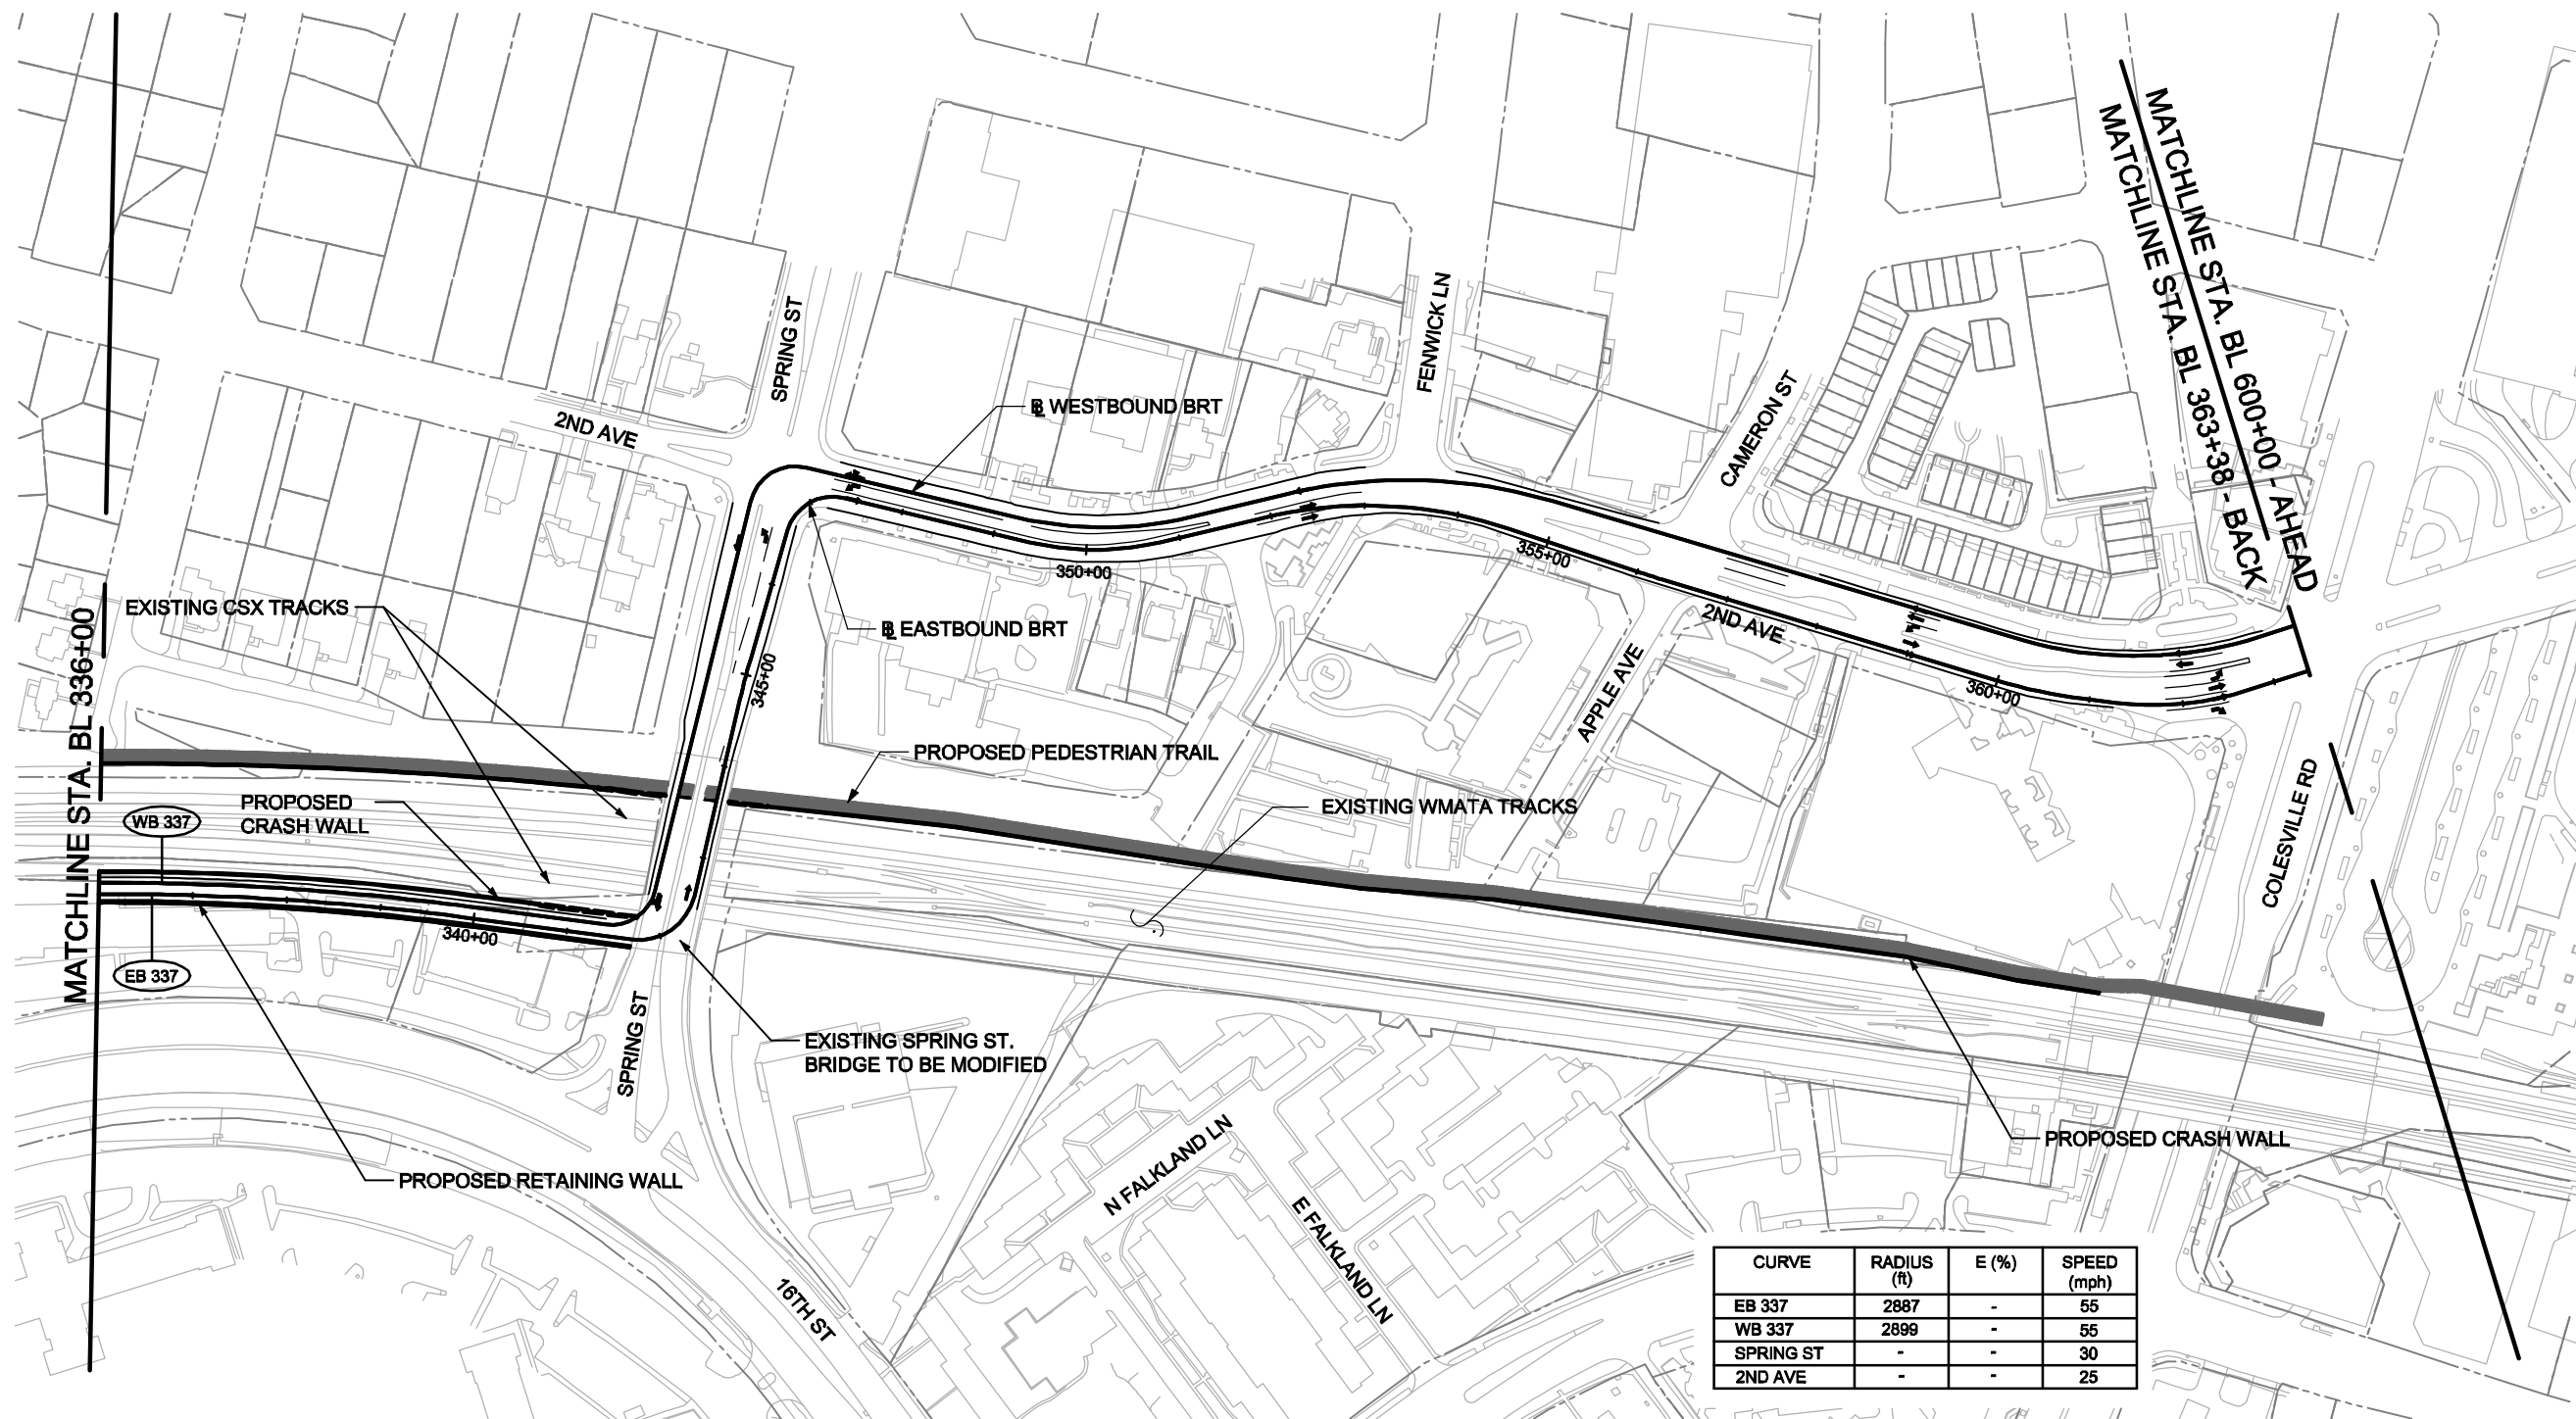 MATCHLINE STA. BL 600+00 - AHEAD
MATCHLINE STA. BL 363+38 - BACK
SPRING ST
FENWICK LN
2ND AVE
BL WESTBOUND BRT
CAMERON ST
355+00
350+00
EXISTING CSX TRACKS
BL EASTBOUND BRT
2ND AVE
345+00
APPLE AVE
360+00
MATCHLINE STA. BL 336+00
PROPOSED PEDESTRIAN TRAIL
PROPOSED
CRASH WALL
EXISTING WMATA TRACKS
WB 337
COLESVILLE RD
340+00
EB 337
SPRING ST
EXISTING SPRING ST.
BRIDGE TO BE MODIFIED
PROPOSED CRASH WALL
PROPOSED RETAINING WALL
N FALKLAND LN
E FALKLAND LN
16TH ST
CURVE RADIUS (ft) E (%) SPEED (mph)
EB 337 2887 - 55
WB 337 2899 - 55
SPRING ST - - 30
2ND AVE - - 25